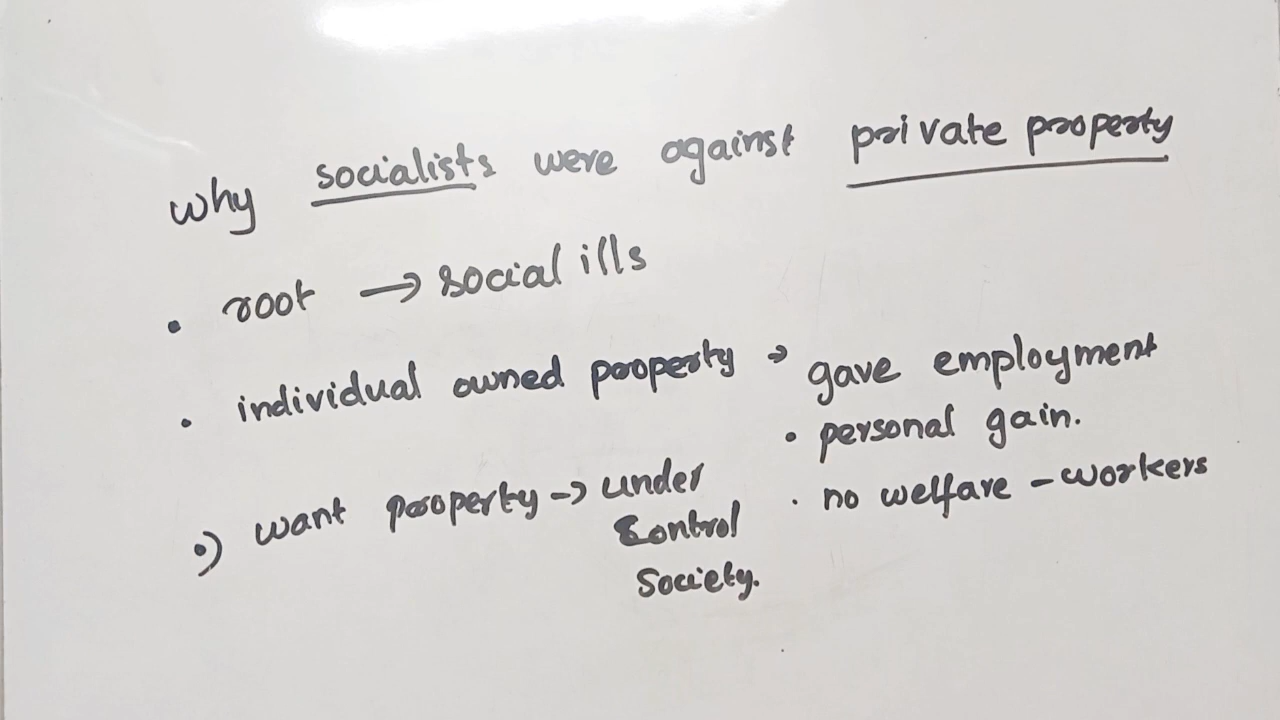 why socialists were against private property
• root → social ills
• individual owned property → gave employment
• personal gain.
•) want property -> under
· no welfare - workers
control
Society.